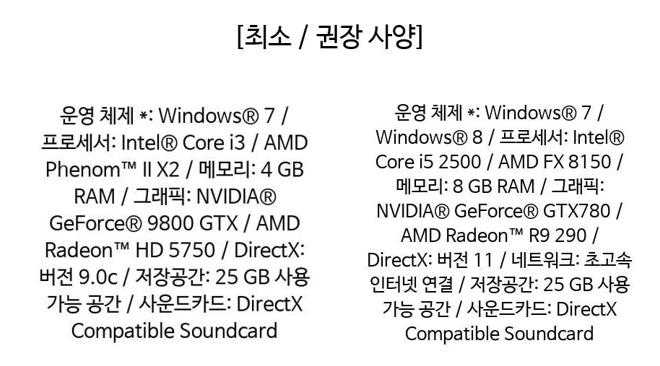 [최소 / 권장 사양]
운영 체제 *: Windows® 7 /
프로세서: Intel® Core i3 / AMD
Phenom™ II X2 / 메모리: 4 GB
RAM / 그래픽: NVIDIA®
GeForce® 9800 GTX / AMD
Radeon™ HD 5750 / DirectX:
버전 9.0c / 저장공간: 25 GB 사용
가능 공간 / 사운드카드: DirectX
Compatible Soundcard
운영 체제 *: Windows® 7 /
Windows® 8 / 프로세서: Intel®
Core i5 2500 / AMD FX 8150 /
메모리: 8 GB RAM / 그래픽:
NVIDIA® GeForce® GTX780 /
AMD Radeon™ R9 290 /
DirectX: 버전 11 / 네트워크: 초고속
인터넷 연결 / 저장공간: 25 GB 사용
가능 공간 / 사운드카드: DirectX
Compatible Soundcard